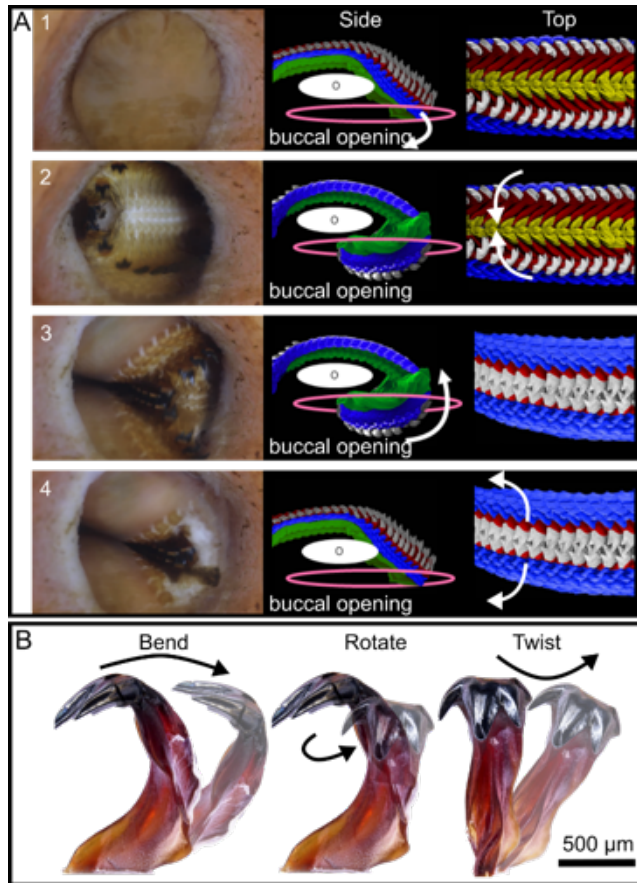 A
1
Side
Top
o
buccal opening
2
o
buccal opening
3
o
buccal opening
4
o
buccal opening
B
Bend
Rotate
Twist
500 µm